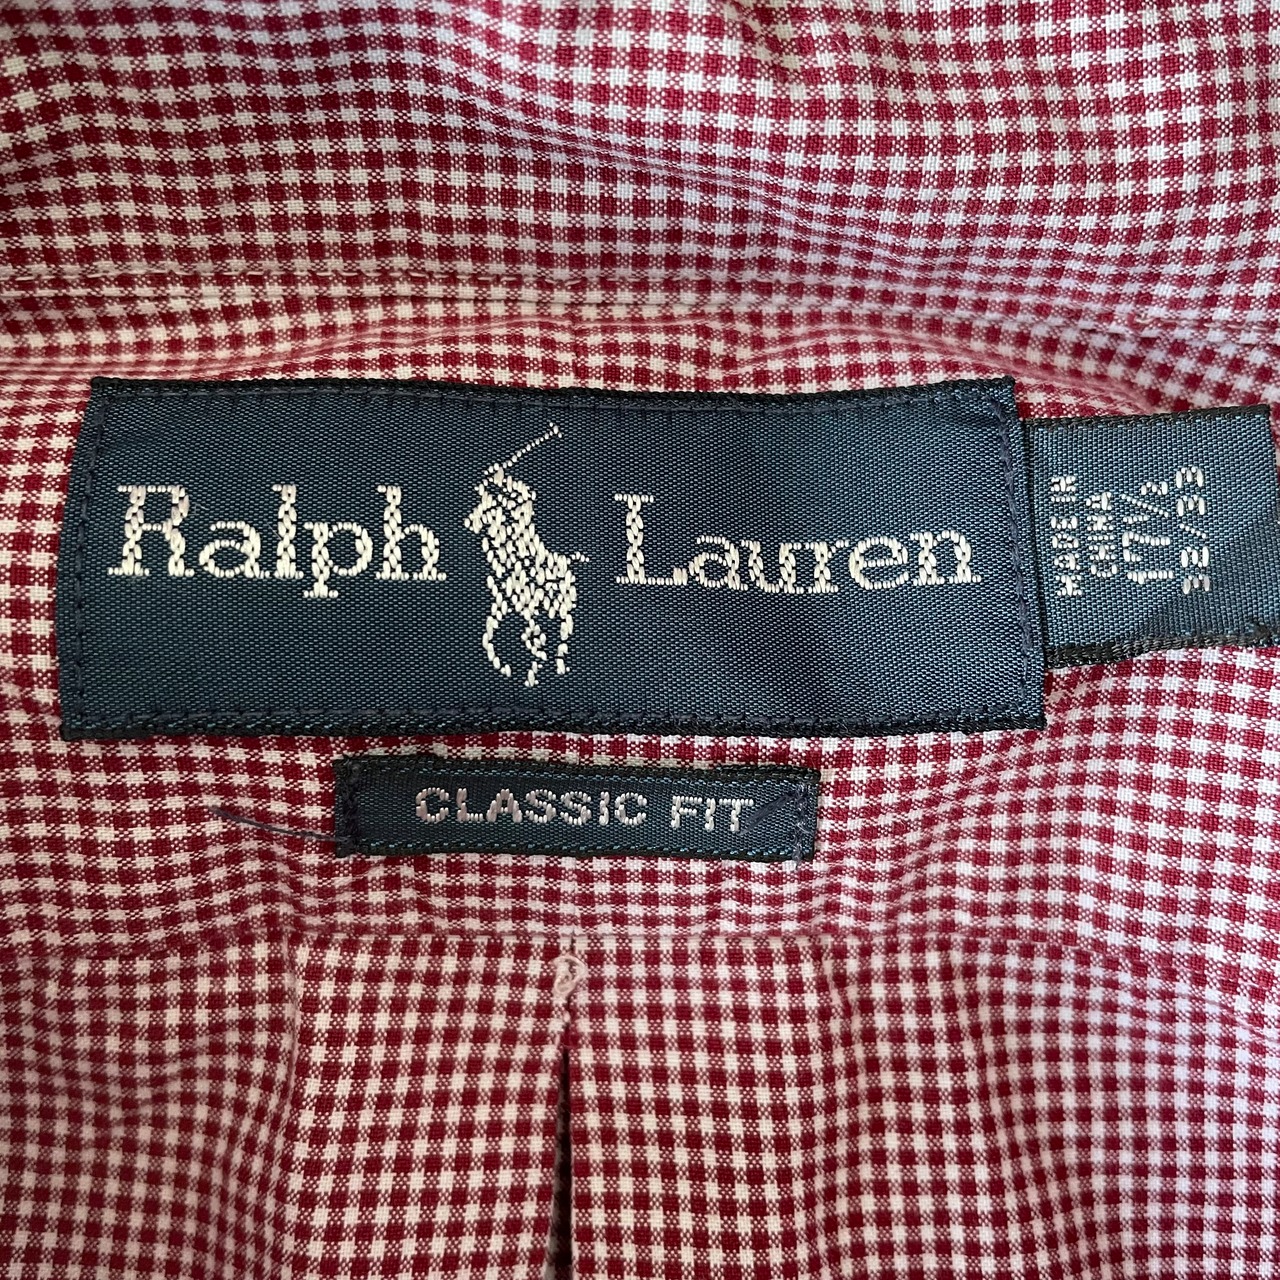 Ralph Lauren
MADE IN
CHINA
17½
32/33
CLASSIC FIT